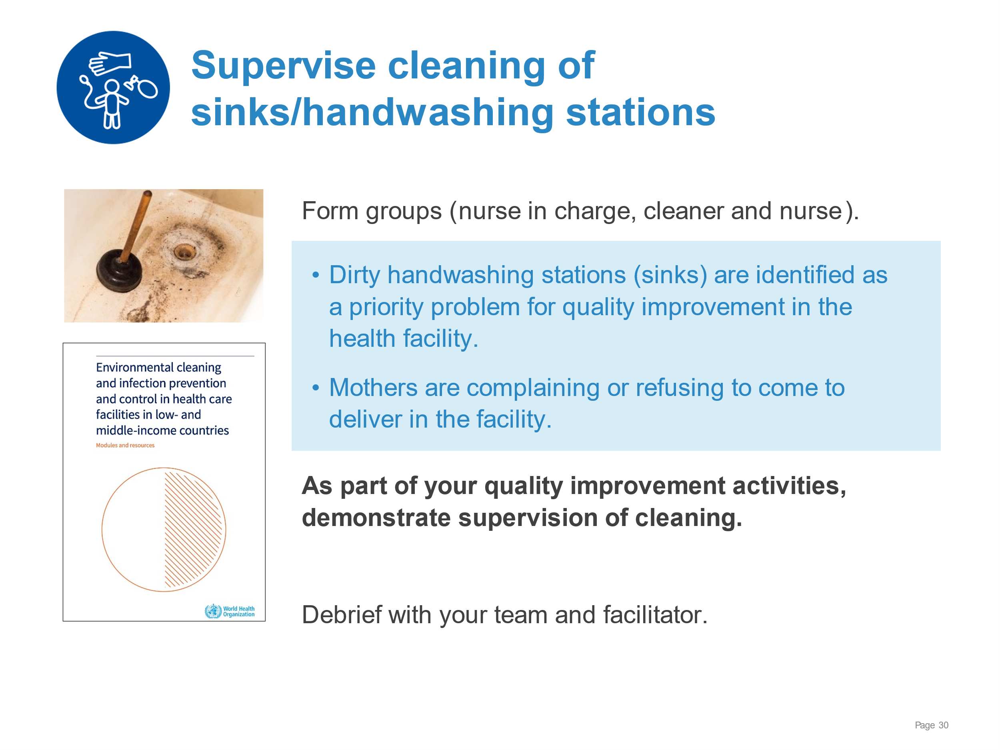 Supervise cleaning of
sinks/handwashing stations
Form groups (nurse in charge, cleaner and nurse).
• Dirty handwashing stations (sinks) are identified as
a priority problem for quality improvement in the
health facility.
• Mothers are complaining or refusing to come to
deliver in the facility.
As part of your quality improvement activities,
demonstrate supervision of cleaning.
Debrief with your team and facilitator.
Environmental cleaning
and infection prevention
and control in health care
facilities in low- and
middle-income countries
Modules and resources
World Health
Organization
Page 30